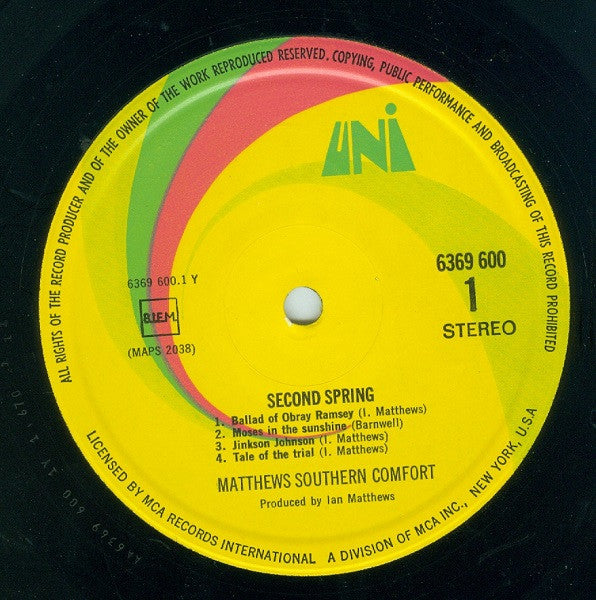 ALL RIGHTS OF THE RECORD PRODUCER AND OF THE OWNER OF THE WORK REPRODUCED RESERVED. COPYING, PUBLIC PERFORMANCE AND BROADCASTING OF THIS RECORD PROHIBITED
UNI
6369 600.1 Y
B.I.E.M.
(MAPS 2038)
6369 600
1
STEREO
SECOND SPRING
1. Ballad of Obray Ramsey (I. Matthews)
2. Moses in the sunshine (Barnwell)
3. Jinkson Johnson (I. Matthews)
4. Tale of the trial (I. Matthews)
MATTHEWS SOUTHERN COMFORT
Produced by Ian Matthews
LICENSED BY MCA RECORDS INTERNATIONAL A DIVISION OF MCA INC., NEW YORK, U.S.A